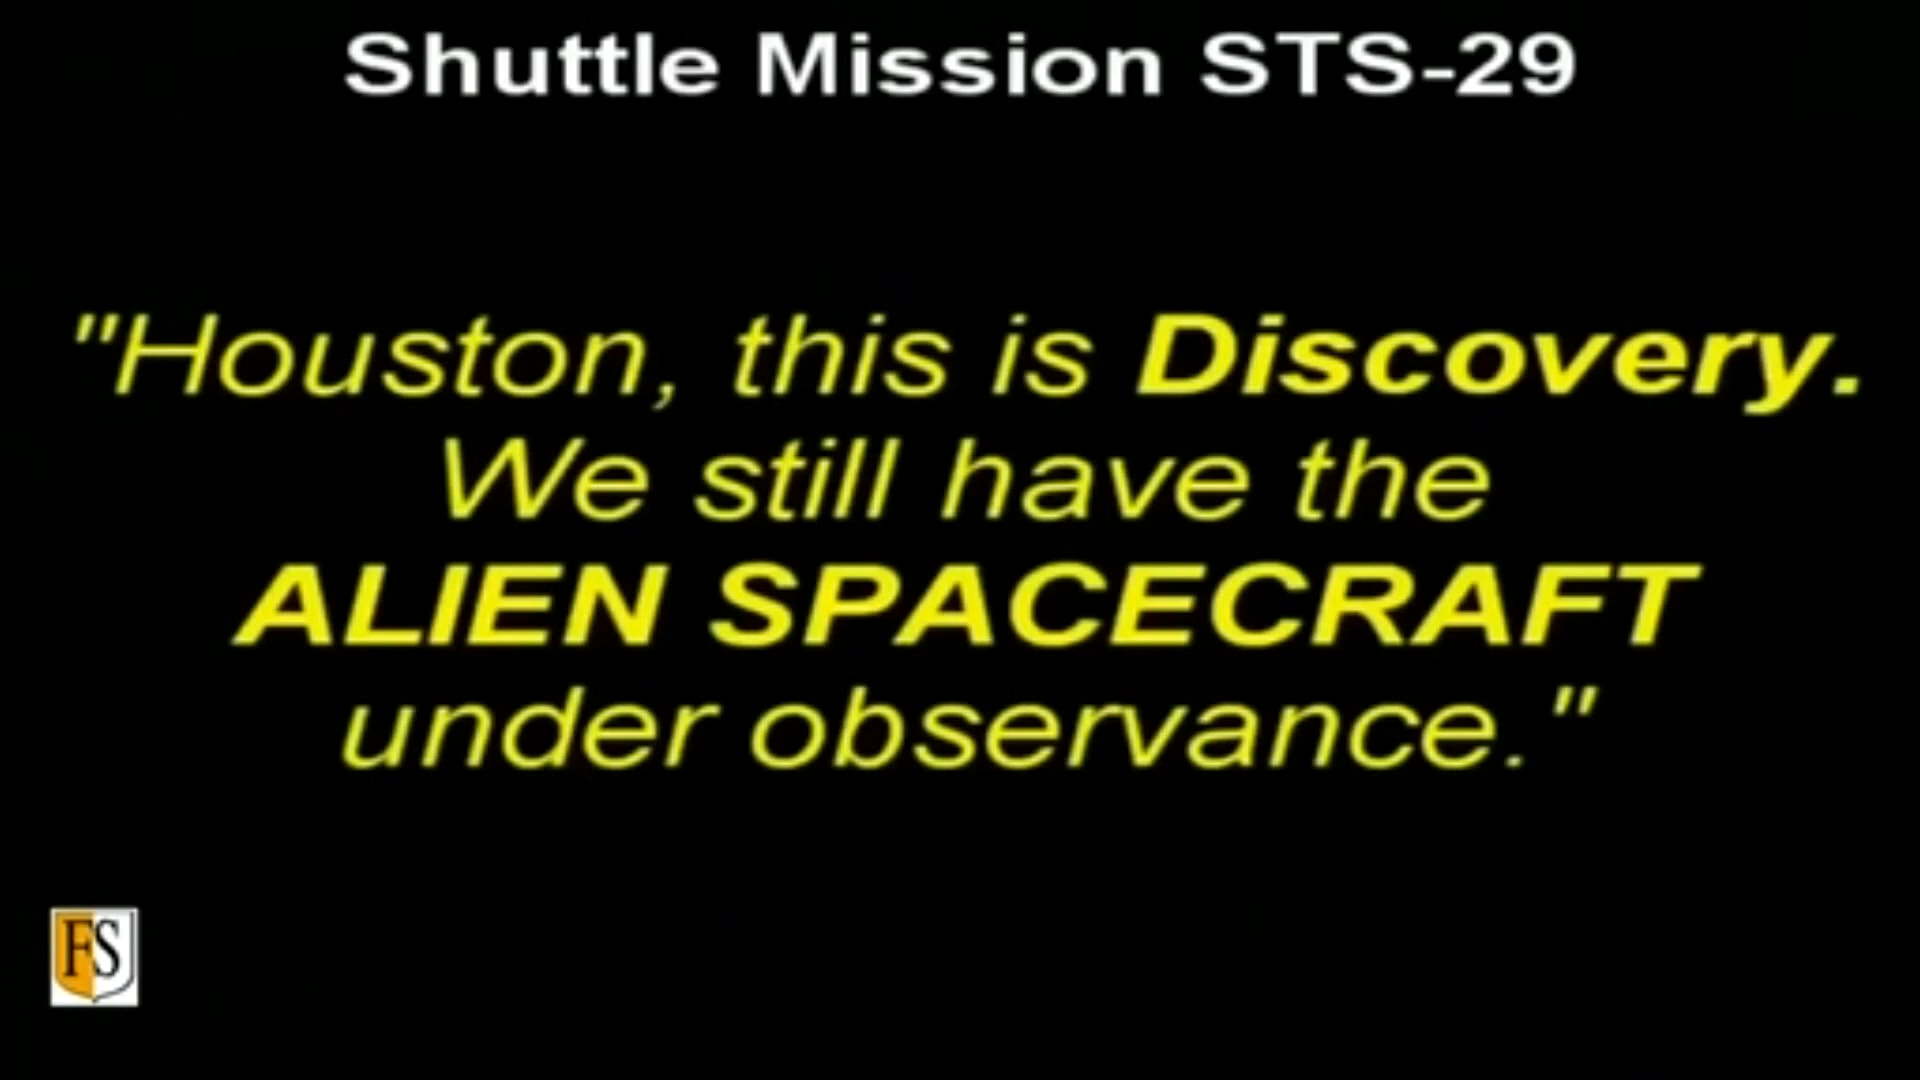 Shuttle Mission STS-29
"Houston, this is Discovery.
We still have the
ALIEN SPACECRAFT
under observance."
FS